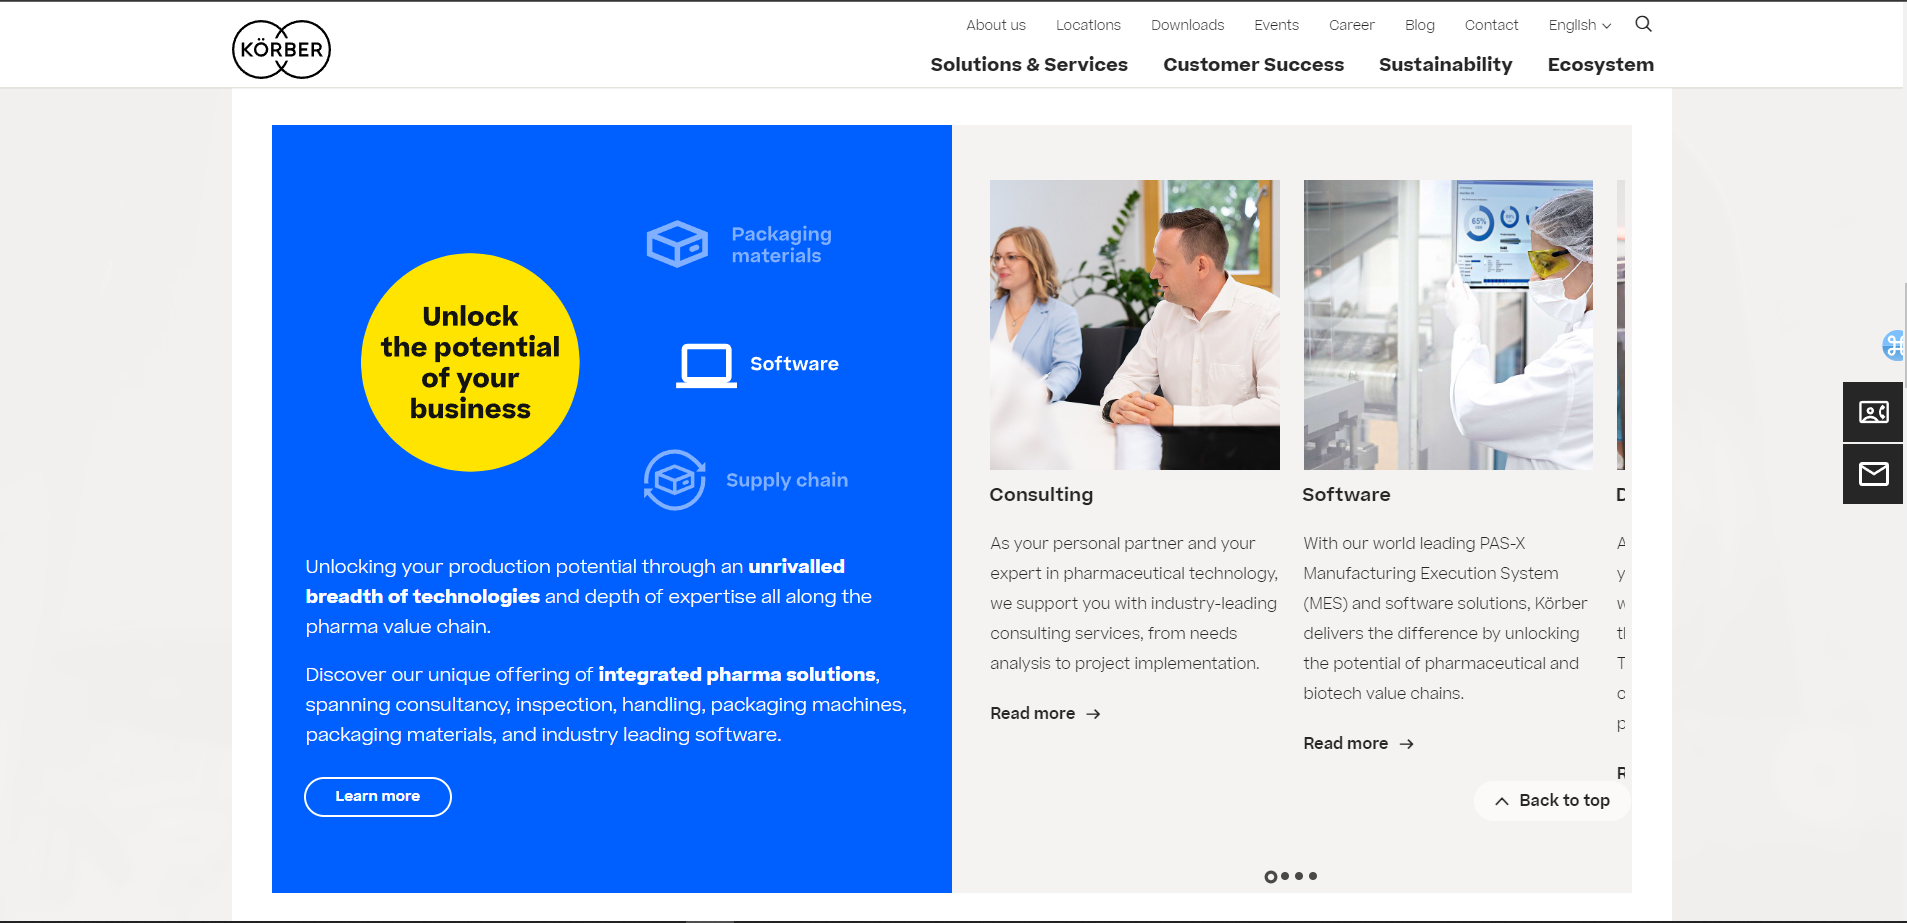 KÖRBER
About us Locations Downloads Events Career Blog Contact English
Solutions & Services Customer Success Sustainability Ecosystem
Packaging
materials
Unlock
the potential
of your
business
Software
Supply chain
Unlocking your production potential through an unrivalled
breadth of technologies and depth of expertise all along the
pharma value chain.
Discover our unique offering of integrated pharma solutions,
spanning consultancy, inspection, handling, packaging machines,
packaging materials, and industry leading software.
Learn more
65%
Consulting
As your personal partner and your
expert in pharmaceutical technology,
we support you with industry-leading
consulting services, from needs
analysis to project implementation.
Read more
Software
With our world leading PAS-X
Manufacturing Execution System
(MES) and software solutions, Körber
delivers the difference by unlocking
the potential of pharmaceutical and
biotech value chains.
Read more
D
A
y
w
th
T
o
p
R
Back to top